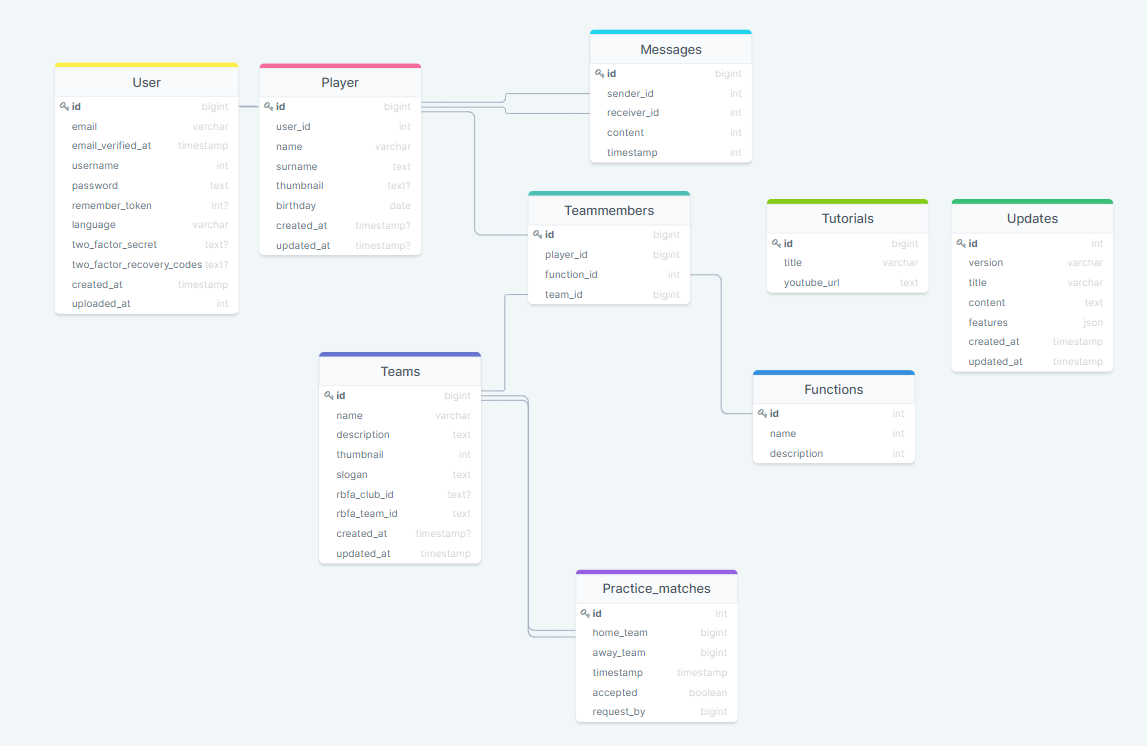 User
id bigint
email varchar
email_verified_at timestamp
username int
password text
remember_token int?
language varchar
two_factor_secret text?
two_factor_recovery_codes text?
created_at timestamp
uploaded_at int
Player
id bigint
user_id int
name varchar
surname text
thumbnail text?
birthday date
created_at timestamp?
updated_at timestamp?
Messages
id bigint
sender_id int
receiver_id int
content int
timestamp int
Teammembers
id bigint
player_id bigint
function_id int
team_id bigint
Tutorials
id bigint
title varchar
youtube_url text
Updates
id int
version varchar
title varchar
content text
features json
created_at timestamp
updated_at timestamp
Teams
id bigint
name varchar
description text
thumbnail int
slogan text
rbfa_club_id text?
rbfa_team_id text
created_at timestamp?
updated_at timestamp
Functions
id int
name int
description int
Practice_matches
id int
home_team bigint
away_team bigint
timestamp timestamp
accepted boolean
request_by bigint